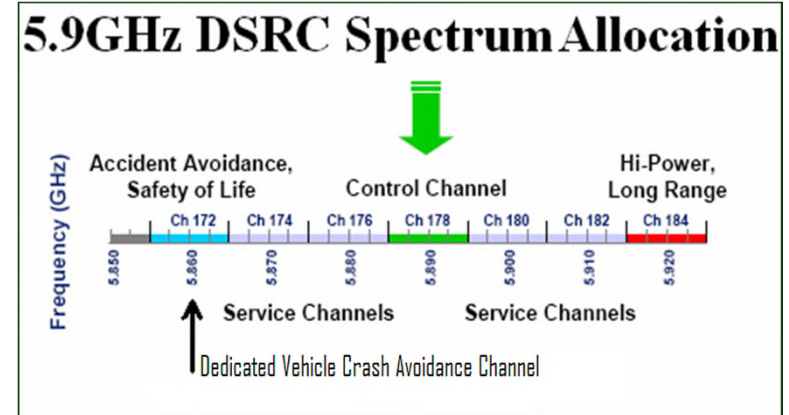 5.9GHz DSRC Spectrum Allocation
Accident Avoidance,
Safety of Life
Control Channel
Hi-Power,
Long Range
Frequency (GHz)
Ch 172 Ch 174 Ch 176 Ch 178 Ch 180 Ch 182 Ch 184
5.850 5.860 5.870 5.880 5.890 5.900 5.910 5.920
Service Channels Service Channels
Dedicated Vehicle Crash Avoidance Channel